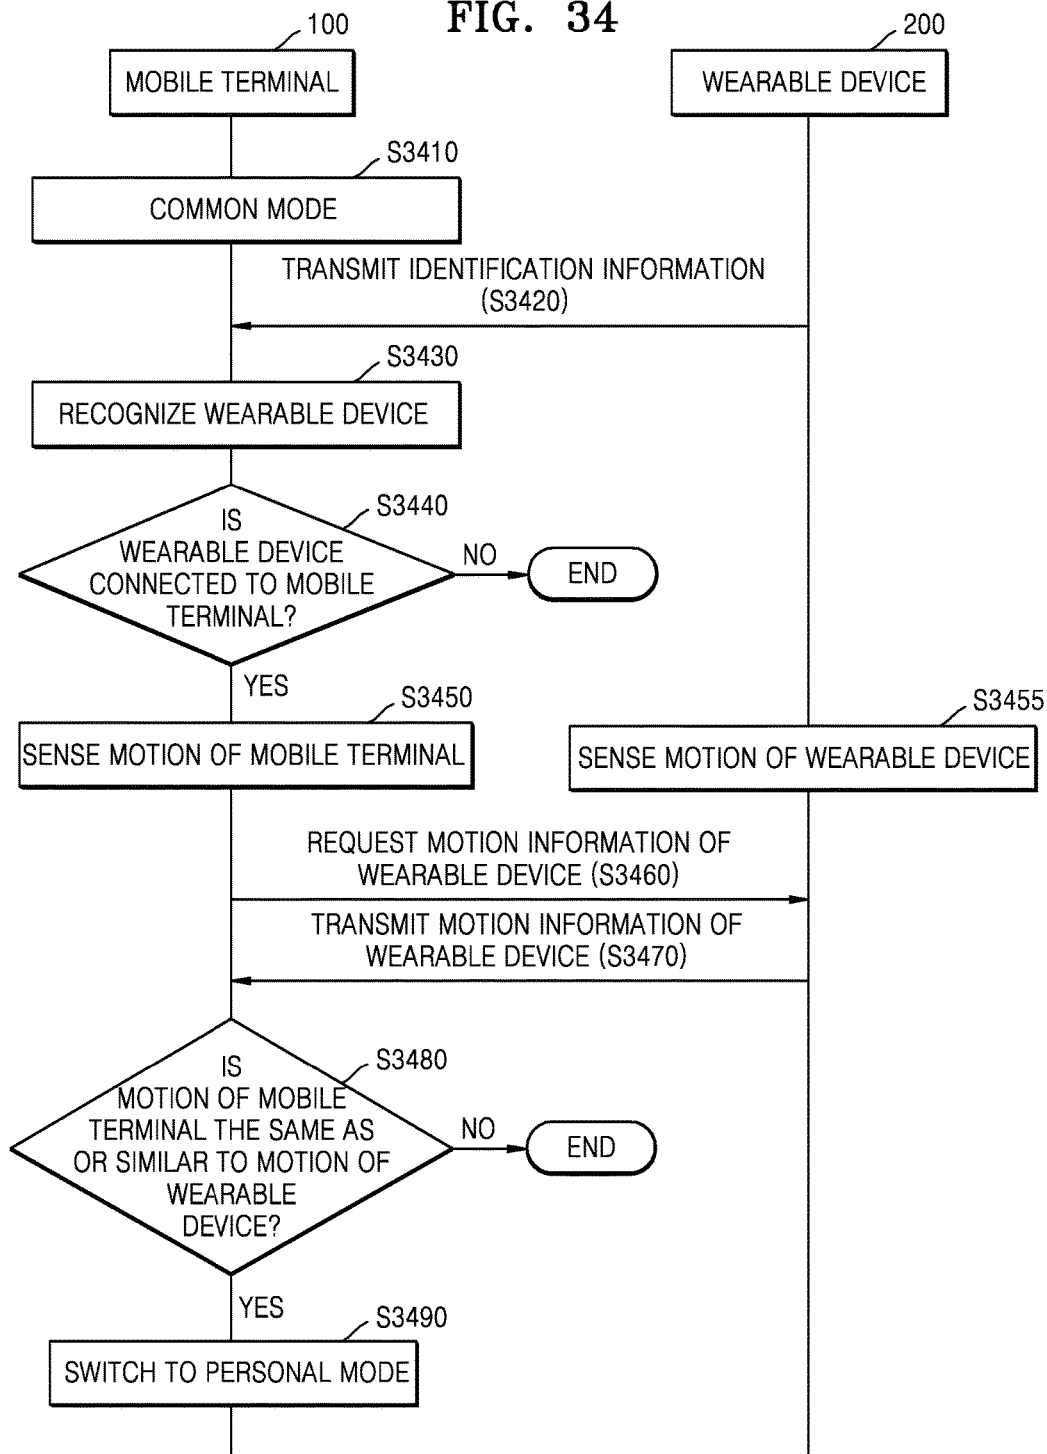 FIG. 34
100
200
MOBILE TERMINAL
WEARABLE DEVICE
S3410
COMMON MODE
TRANSMIT IDENTIFICATION INFORMATION
(S3420)
S3430
RECOGNIZE WEARABLE DEVICE
S3440
IS
WEARABLE DEVICE
CONNECTED TO MOBILE
TERMINAL?
NO
END
YES
S3450
S3455
SENSE MOTION OF MOBILE TERMINAL
SENSE MOTION OF WEARABLE DEVICE
REQUEST MOTION INFORMATION OF
WEARABLE DEVICE (S3460)
TRANSMIT MOTION INFORMATION OF
WEARABLE DEVICE (S3470)
S3480
IS
MOTION OF MOBILE
TERMINAL THE SAME AS
OR SIMILAR TO MOTION OF
WEARABLE
DEVICE?
NO
END
YES
S3490
SWITCH TO PERSONAL MODE